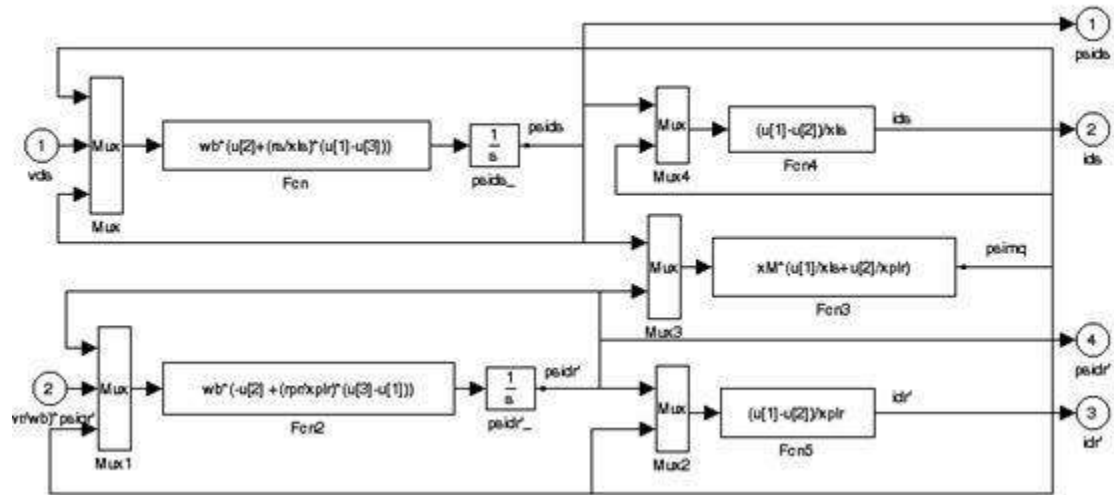 1
psids
Mux
1
vds
wb*(u[2]+(rs/xls)*(u[1]-u[3]))
Fcn
Mux
1
s
psids_
psids
Mux
Mux4
(u[1]-u[2])/xls
Fcn4
ids
2
ids
Mux
Mux3
xM*(u[1]/xls+u[2]/xplr)
Fcn3
psimq
4
psidr'
Mux
2
vr/wb)*psiqr'
wb*(-u[2] +(rpr/xplr)*(u[3]-u[1]))
Fcn2
Mux1
1
s
psidr'_
psidr'
Mux
Mux2
(u[1]-u[2])/xplr
Fcn5
idr'
3
idr'